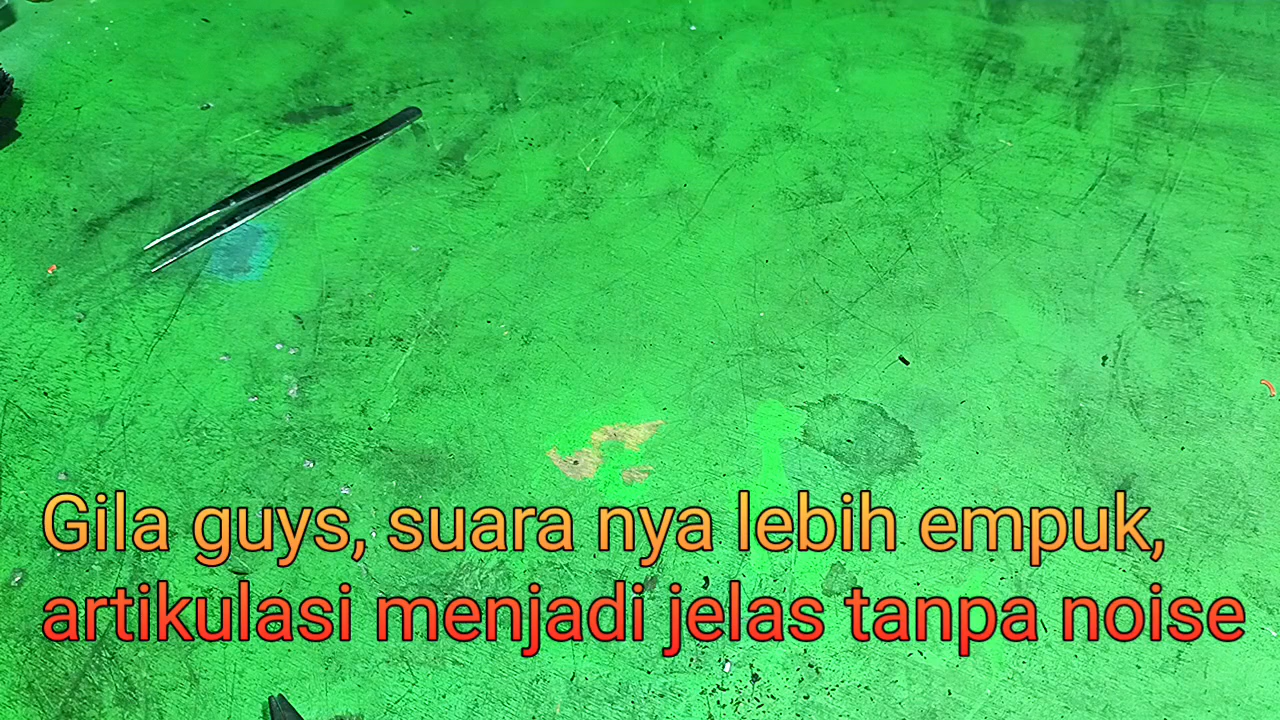 Gila guys, suara nya lebih empuk,
artikulasi menjadi jelas tanpa noise